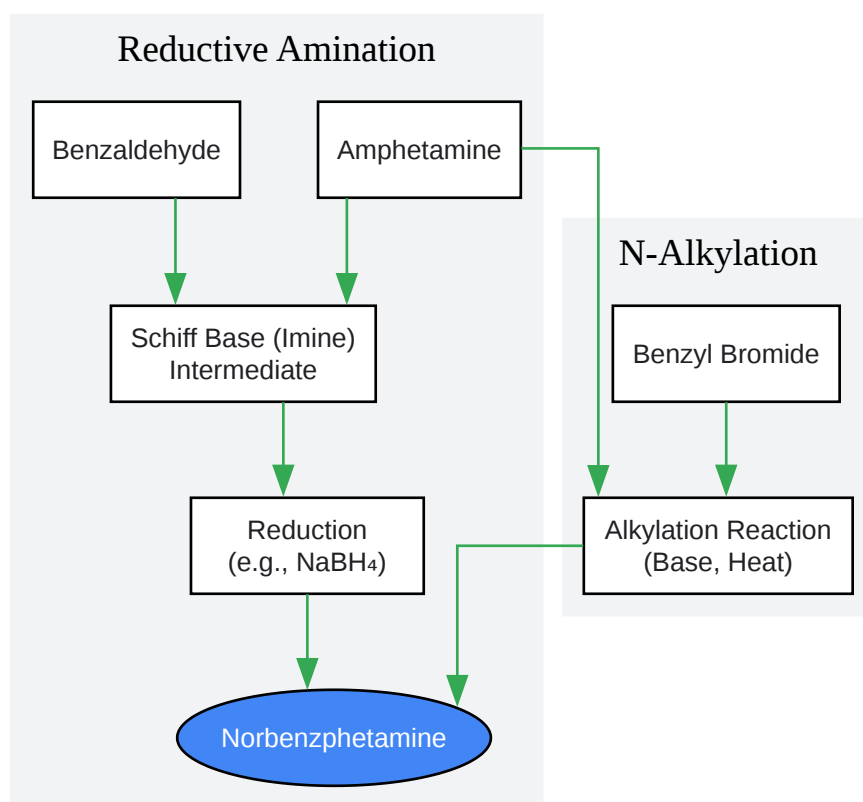 Reductive Amination
Benzaldehyde
Amphetamine
Schiff Base (Imine)
Intermediate
Reduction
(e.g., NaBH₄)
Norbenzphetamine
N-Alkylation
Benzyl Bromide
Alkylation Reaction
(Base, Heat)